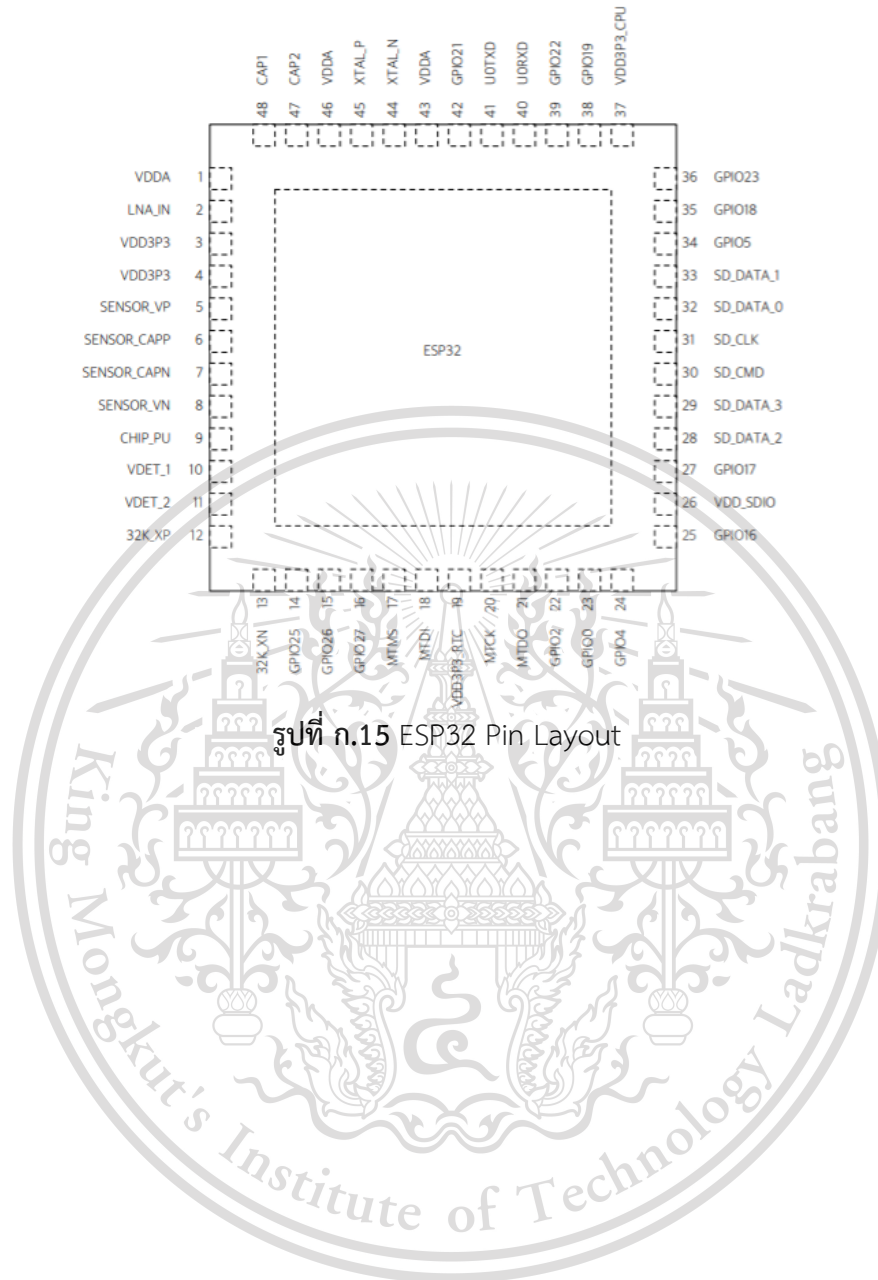 CAP1
CAP2
VDDA
XTAL_P
XTAL_N
VDDA
GPIO21
U0TXD
U0RXD
GPIO22
GPIO19
VDD3P3_CPU
48
47
46
45
44
43
42
41
40
39
38
37
VDDA 1
LNA_IN 2
VDD3P3 3
VDD3P3 4
SENSOR_VP 5
SENSOR_CAPP 6
SENSOR_CAPN 7
SENSOR_VN 8
CHIP_PU 9
VDET_1 10
VDET_2 11
32K_XP 12
ESP32
36 GPIO23
35 GPIO18
34 GPIO5
33 SD_DATA_1
32 SD_DATA_0
31 SD_CLK
30 SD_CMD
29 SD_DATA_3
28 SD_DATA_2
27 GPIO17
26 VDD_SDIO
25 GPIO16
13
14
15
16
17
18
19
20
21
22
23
24
32K_XN
GPIO25
GPIO26
GPIO27
MTMS
MTDI
VDD3P3_RTC
MTCK
MTDO
GPIO2
GPIO0
GPIO4
รูปที่ ก.15 ESP32 Pin Layout
King Mongkut's Institute of Technology Ladkrabang